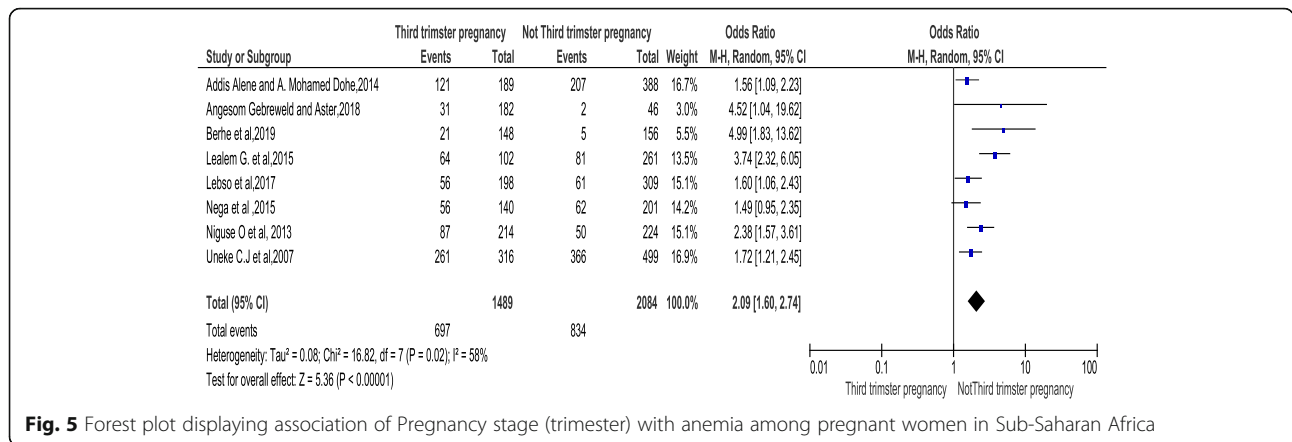 Third trimster pregnancy Not Third trimster pregnancy Odds Ratio Odds Ratio
Study or Subgroup Events Total Events Total Weight M-H, Random, 95% CI M-H, Random, 95% CI
Addis Alene and A. Mohamed Dohe,2014 121 189 207 388 16.7% 1.56 [1.09, 2.23]
Angesom Gebreweld and Aster,2018 31 182 2 46 3.0% 4.52 [1.04, 19.62]
Berhe et al,2019 21 148 5 156 5.5% 4.99 [1.83, 13.62]
Lealem G. et al,2015 64 102 81 261 13.5% 3.74 [2.32, 6.05]
Lebso et al,2017 56 198 61 309 15.1% 1.60 [1.06, 2.43]
Nega et al ,2015 56 140 62 201 14.2% 1.49 [0.95, 2.35]
Niguse O et al, 2013 87 214 50 224 15.1% 2.38 [1.57, 3.61]
Uneke C.J et al,2007 261 316 366 499 16.9% 1.72 [1.21, 2.45]
Total (95% CI) 1489 2084 100.0% 2.09 [1.60, 2.74]
Total events 697 834
Heterogeneity: Tau² = 0.08; Chi² = 16.82, df = 7 (P = 0.02); I² = 58%
Test for overall effect: Z = 5.36 (P < 0.00001)
0.01 0.1 1 10 100
Third trimster pregnancy NotThird trimster pregnancy
Fig. 5 Forest plot displaying association of Pregnancy stage (trimester) with anemia among pregnant women in Sub-Saharan Africa